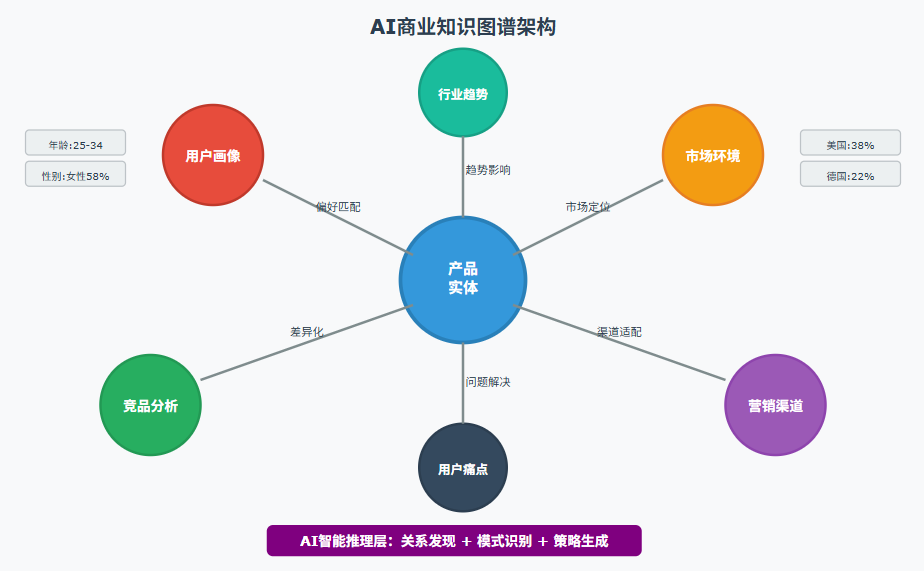 AI商业知识图谱架构
行业趋势
用户画像
市场环境
年龄:25-34
性别:女性58%
美国:38%
德国:22%
趋势影响
偏好匹配
市场定位
产品
实体
差异化
渠道适配
问题解决
竞品分析
营销渠道
用户痛点
AI智能推理层：关系发现 + 模式识别 + 策略生成